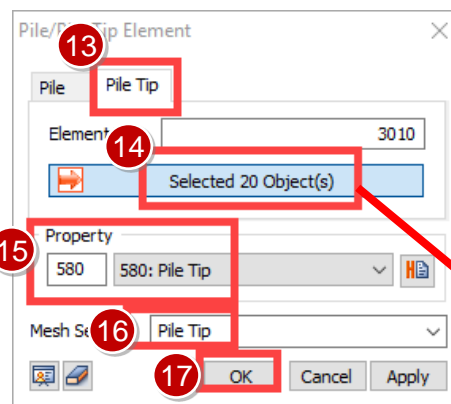 Pile/ Tip Element
13
Pile Pile Tip
Element 3010
14
Selected 20 Object(s)
Property
15 580 580: Pile Tip
Mesh Se 16 Pile Tip
17 OK Cancel Apply